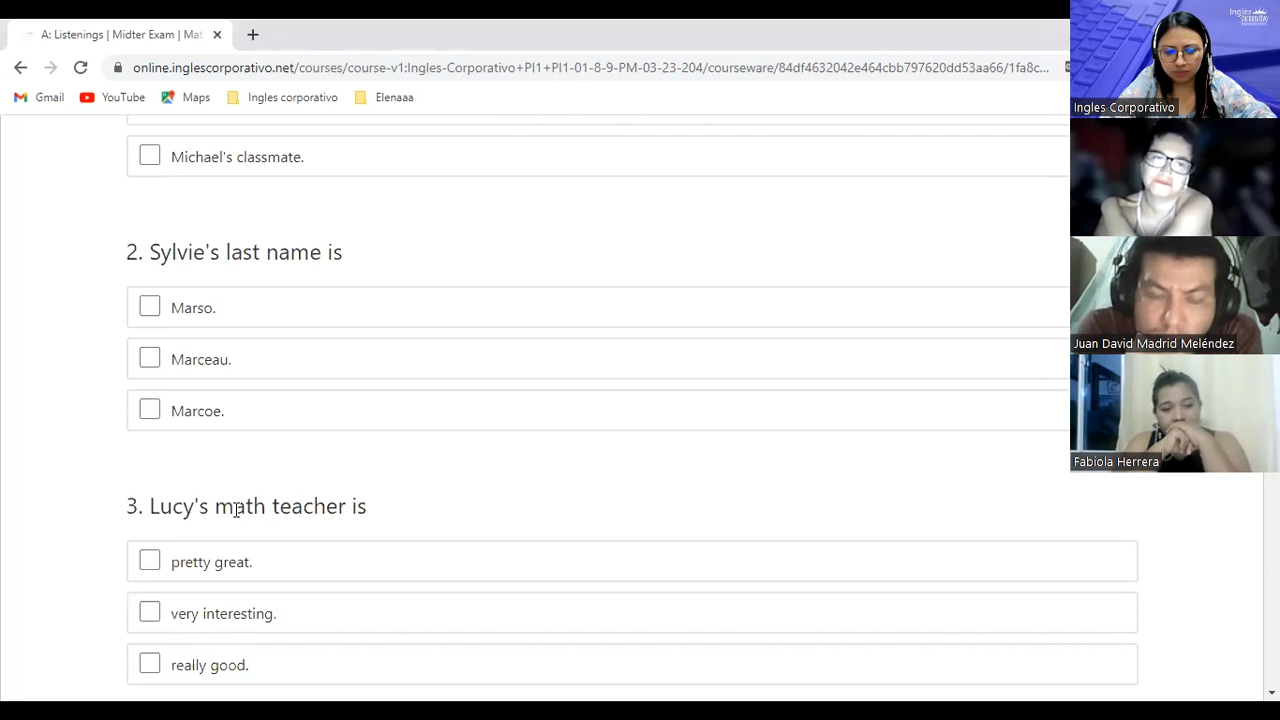 A: Listenings | Midter Exam | Mat
online.inglescorporativo.net/courses/course-v1:Ingles-Corporativo+PI1+PI1-01-8-9-PM-03-23-204/courseware/84df4632042e464cbb797620dd53aa66/1fa8c...
Gmail YouTube Maps Ingles corporativo Elenaaa
Michael's classmate.
2. Sylvie's last name is
Marso.
Marceau.
Marcoe.
3. Lucy's math teacher is
pretty great.
very interesting.
really good.
Ingles
Ingles Corporativo
Juan David Madrid Meléndez
Fabiola Herrera